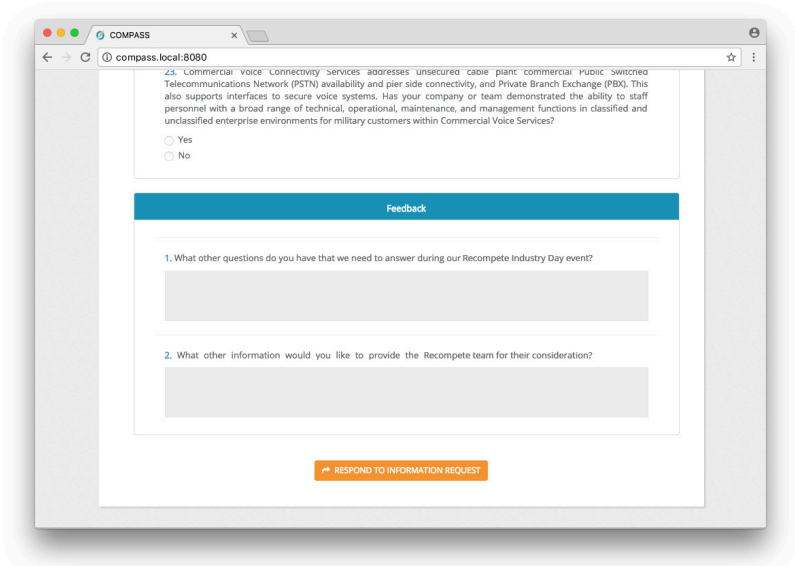 COMPASS
compass.local:8080
23. Commercial Voice Connectivity Services addresses unsecured cable plant commercial Public Switched
Telecommunications Network (PSTN) availability and pier side connectivity, and Private Branch Exchange (PBX). This
also supports interfaces to secure voice systems. Has your company or team demonstrated the ability to staff
personnel with a broad range of technical, operational, maintenance, and management functions in classified and
unclassified enterprise environments for military customers within Commercial Voice Services?
Yes
No
Feedback
1. What other questions do you have that we need to answer during our Recompete Industry Day event?
2. What other information would you like to provide the Recompete team for their consideration?
RESPOND TO INFORMATION REQUEST